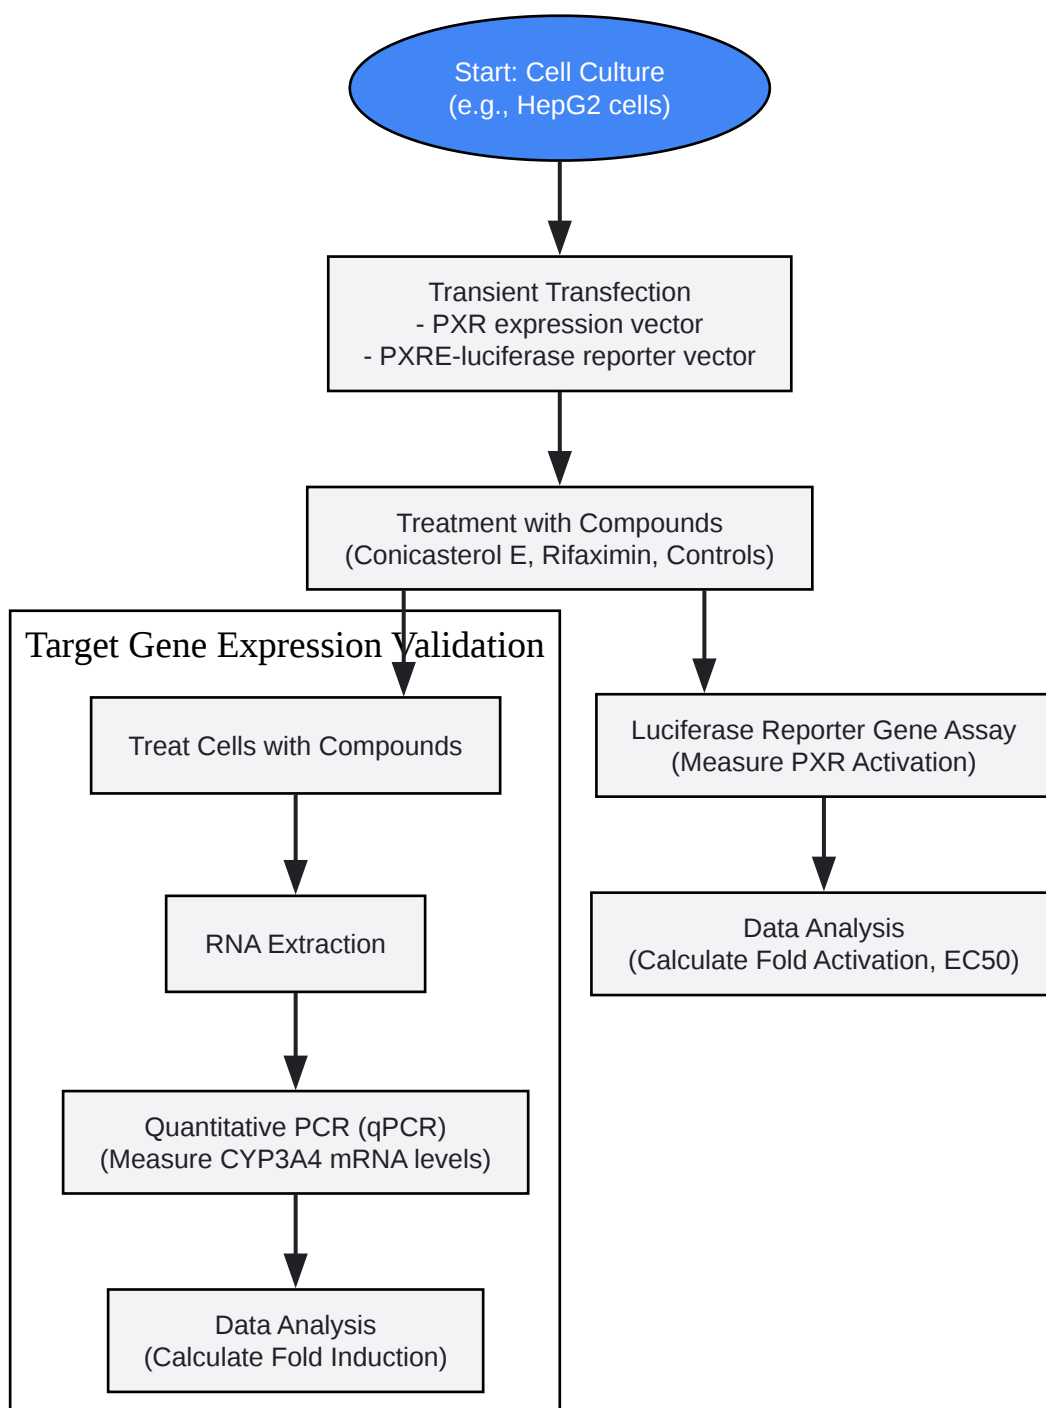 Start: Cell Culture
(e.g., HepG2 cells)
Transient Transfection
- PXR expression vector
- PXRE-luciferase reporter vector
Treatment with Compounds
(Conicasterol E, Rifaximin, Controls)
Target Gene Expression Validation
Treat Cells with Compounds
RNA Extraction
Quantitative PCR (qPCR)
(Measure CYP3A4 mRNA levels)
Data Analysis
(Calculate Fold Induction)
Luciferase Reporter Gene Assay
(Measure PXR Activation)
Data Analysis
(Calculate Fold Activation, EC50)